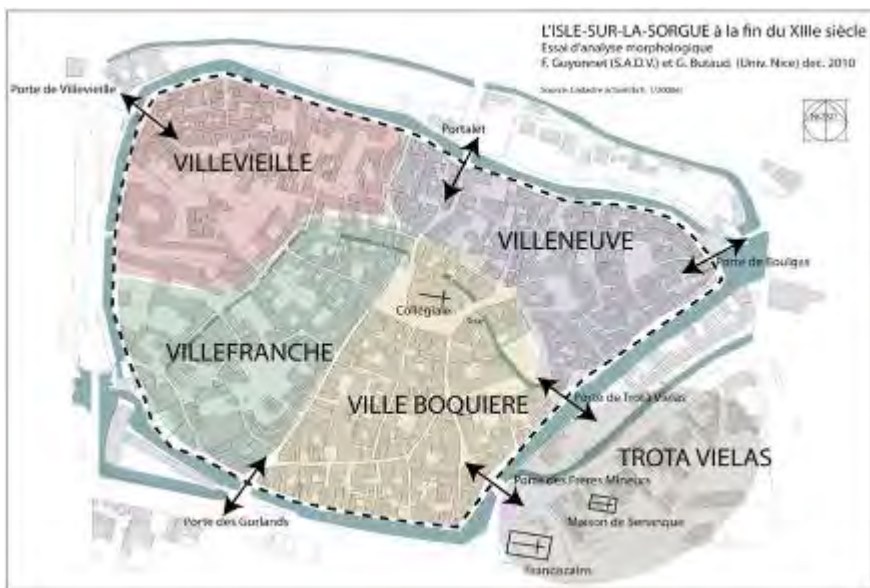 L'ISLE-SUR-LA-SORGUE à la fin du XIIIe siècle
Essai d'analyse morphologique
F. Guyonnet (S.A.D.V.) et G. Butaud (Univ. Nice) dec. 2010
Porte de Villevieille
Portalet
VILLEVIEILLE
VILLENEUVE
Porte de Bouïgas
Collégiale
VILLEFRANCHE
VILLE BOQUIERE
Porte de Trota Vielas
TROTA VIELAS
Porte des Frères Mineurs
Maison de Senanque
Porte des Gurlands
Franciscains